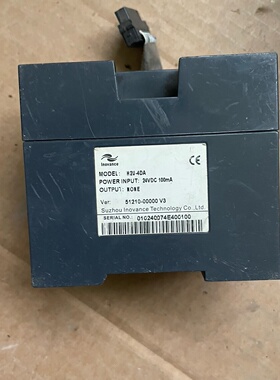 Inovance
MODEL: H2U-4DA
POWER INPUT: 24VDC 100mA
OUTPUT: NONE
Ver: 51210-00000 V3
Suzhou Inovance Technology Co.,Ltd.
SERIAL NO.: 010240074E400100
CE